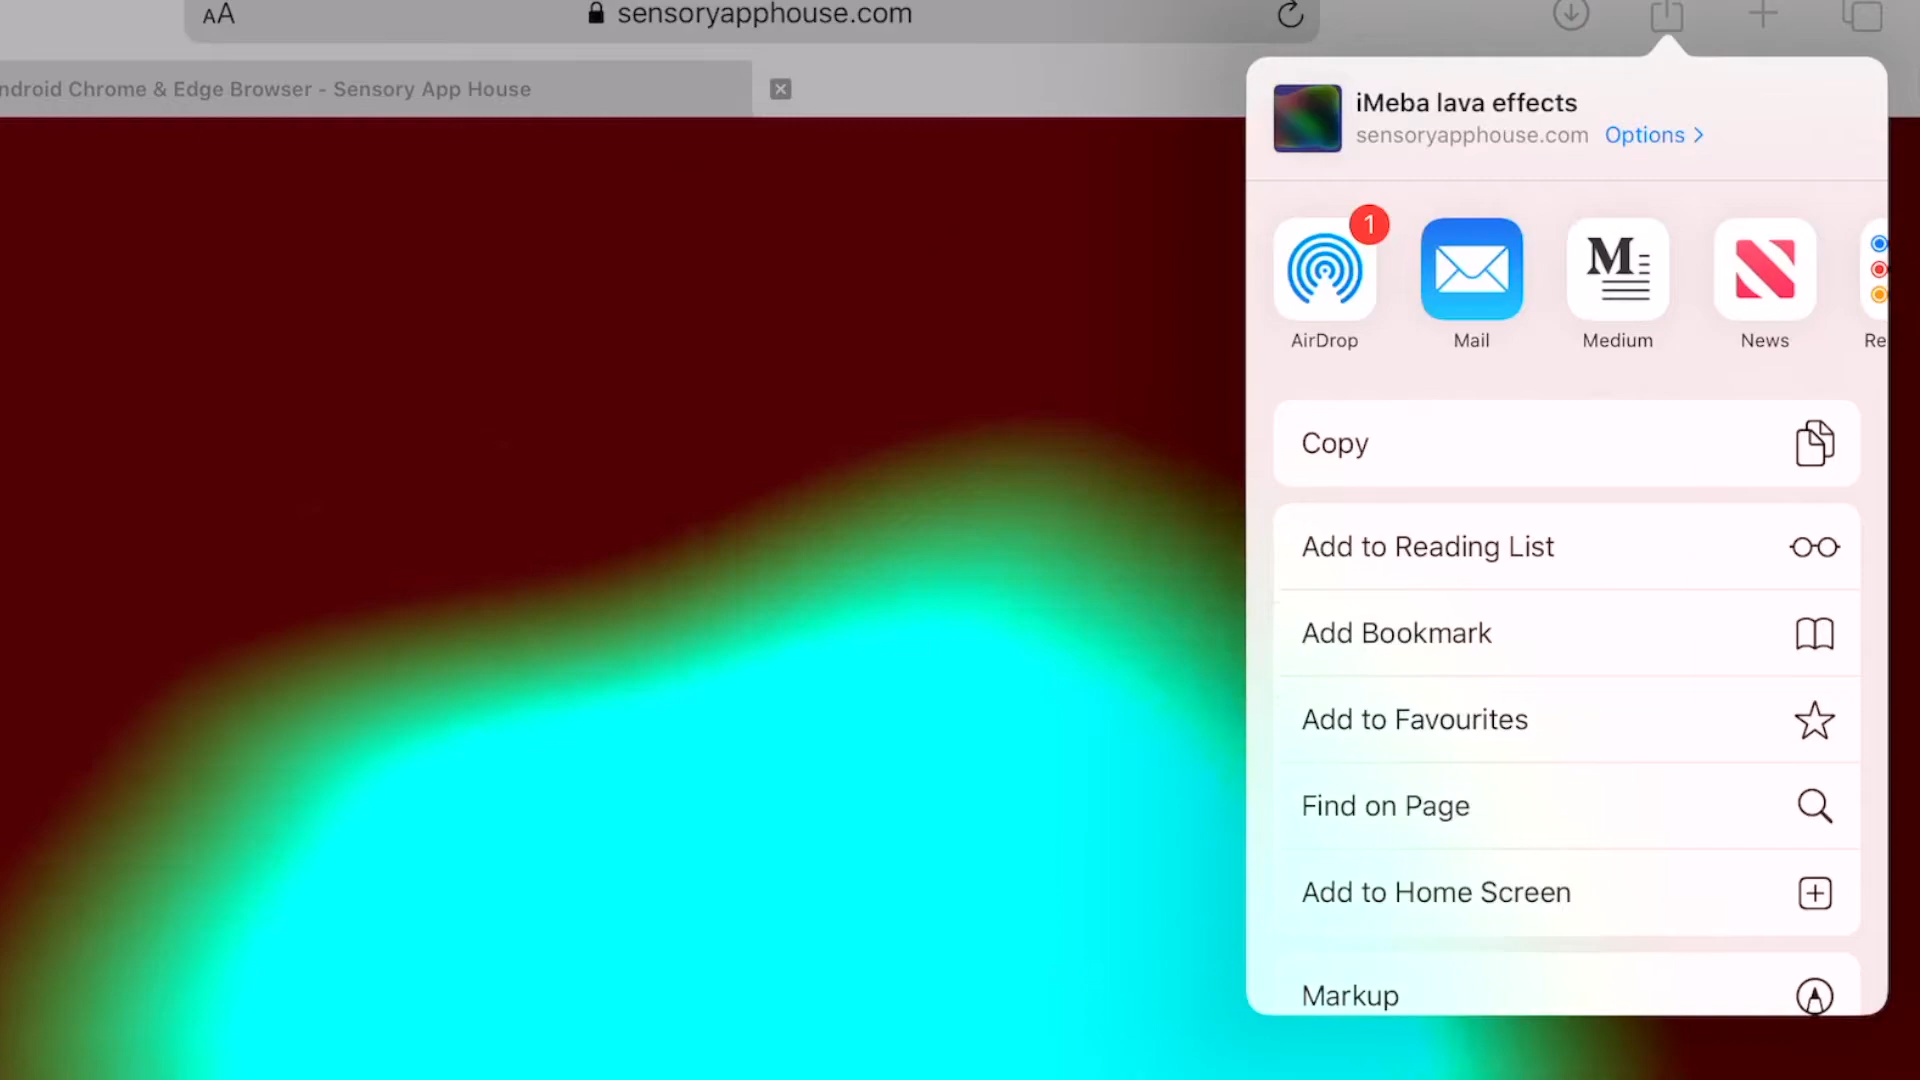 AA
sensoryapphouse.com
ndroid Chrome & Edge Browser - Sensory App House
iMeba lava effects
sensoryapphouse.com Options >
1
AirDrop
Mail
Medium
News
Re
Copy
Add to Reading List
Add Bookmark
Add to Favourites
Find on Page
Add to Home Screen
Markup